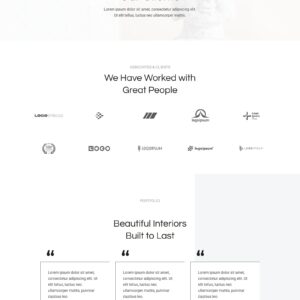 Lorem ipsum dolor sit amet, consectetur adipiscing elit.
Ut elit tellus, luctus nec ullamcorper mattis.
ASSOCIATES & CLIENTS
We Have Worked with
Great People
logoipsum
LOGO
LOGOIPSUM
logoipsum
PORTFOLIO
Beautiful Interiors
Built to Last
“ “ “
Lorem ipsum dolor sit amet, Lorem ipsum dolor sit amet, Lorem ipsum dolor sit amet,
consectetur adipiscing elit. Ut consectetur adipiscing elit. Ut consectetur adipiscing elit. Ut
elit tellus, luctus nec elit tellus, luctus nec elit tellus, luctus nec
ullamcorper mattis, pulvinar ullamcorper mattis, pulvinar ullamcorper mattis, pulvinar
dapibus leo. dapibus leo. dapibus leo.